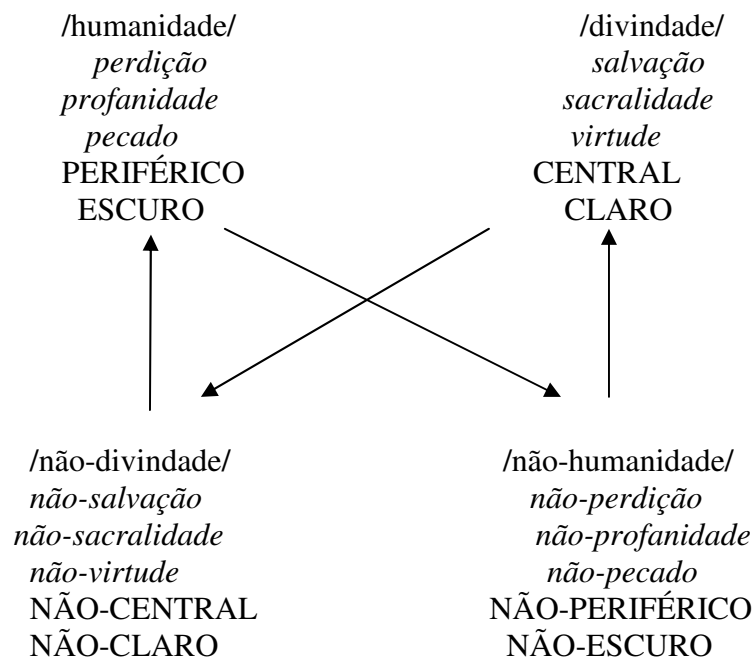 /humanidade/ /divindade/
perdição salvação
profanidade sacralidade
pecado virtude
PERIFÉRICO CENTRAL
ESCURO CLARO
/não-divindade/ /não-humanidade/
não-salvação não-perdição
não-sacralidade não-profanidade
não-virtude não-pecado
NÃO-CENTRAL NÃO-PERIFÉRICO
NÃO-CLARO NÃO-ESCURO